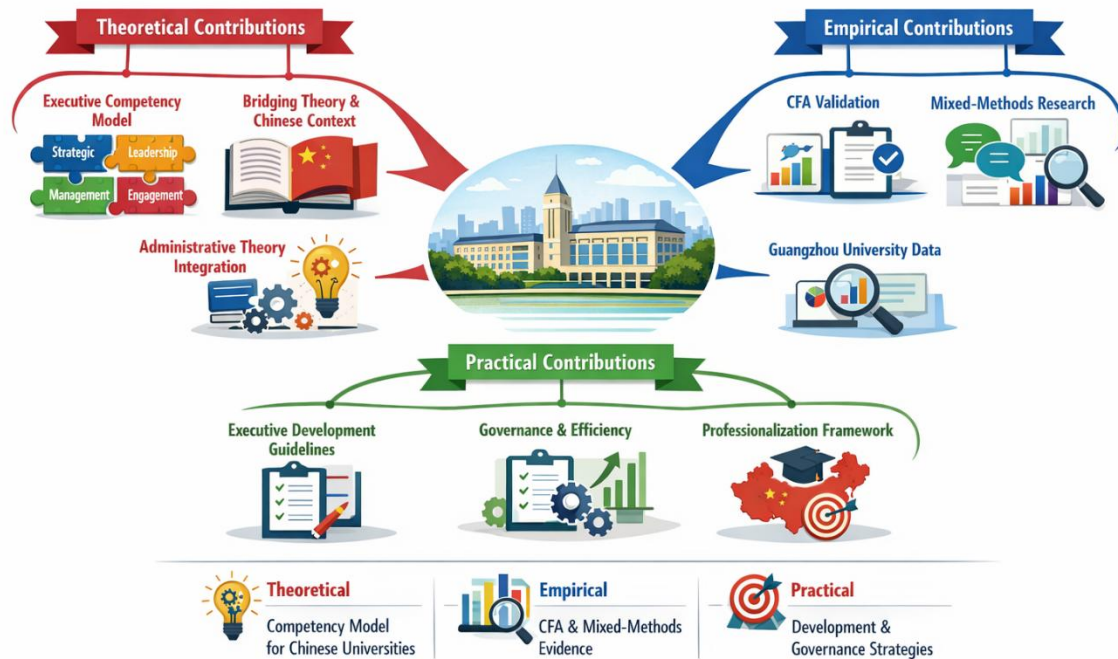 Theoretical Contributions
Executive Competency
Model
Strategic
Leadership
Management
Engagement
Bridging Theory &
Chinese Context
Administrative Theory
Integration
Empirical Contributions
CFA Validation
Mixed-Methods Research
Guangzhou University Data
Practical Contributions
Executive Development
Guidelines
Governance & Efficiency
Professionalization Framework
Theoretical
Competency Model
for Chinese Universities
Empirical
CFA & Mixed-Methods
Evidence
Practical
Development &
Governance Strategies